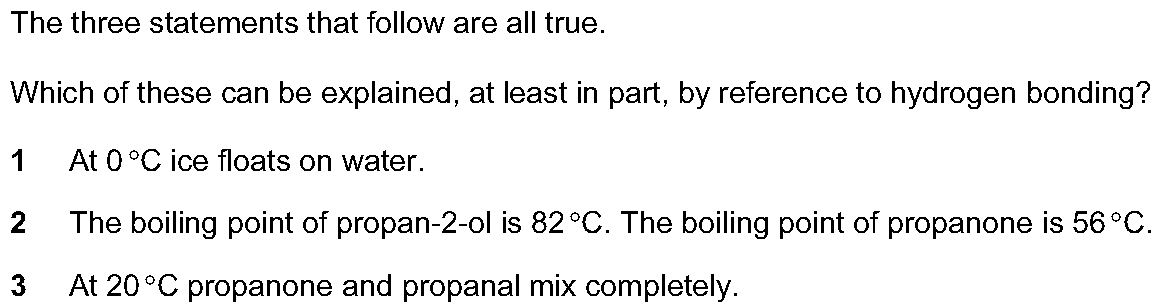 The three statements that follow are all true.
Which of these can be explained, at least in part, by reference to hydrogen bonding?
1 At 0 °C ice floats on water.
2 The boiling point of propan-2-ol is 82 °C. The boiling point of propanone is 56 °C.
3 At 20 °C propanone and propanal mix completely.